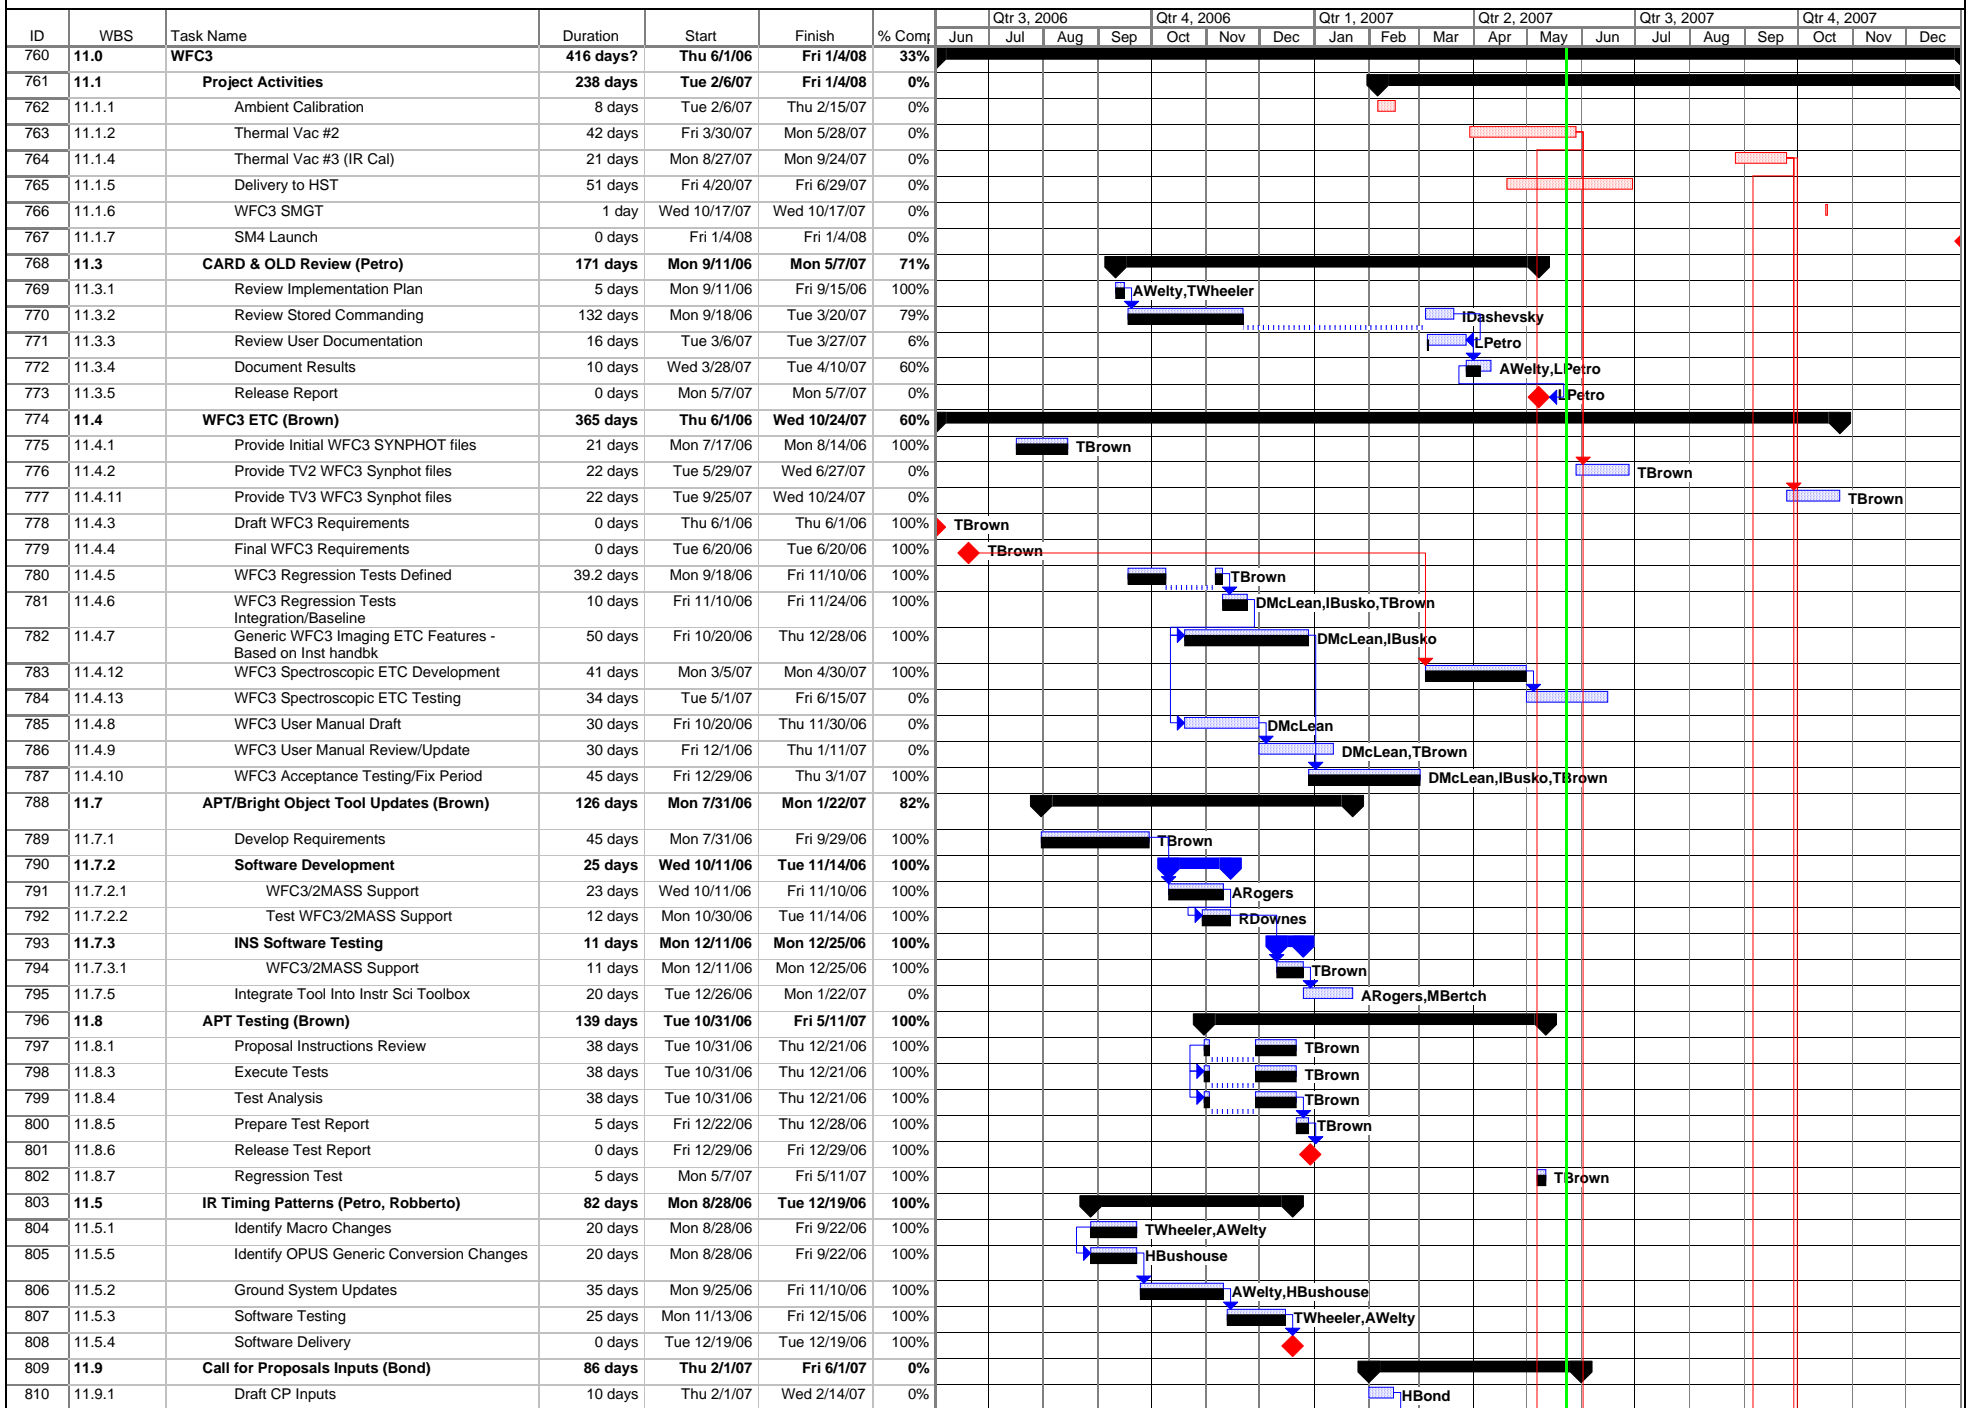 Qtr 3, 2006 Qtr 4, 2006 Qtr 1, 2007 Qtr 2, 2007 Qtr 3, 2007 Qtr 4, 2007
ID WBS Task Name Duration Start Finish % Comp Jun Jul Aug Sep Oct Nov Dec Jan Feb Mar Apr May Jun Jul Aug Sep Oct Nov Dec
760 11.0 WFC3 416 days? Thu 6/1/06 Fri 1/4/08 33%
761 11.1 Project Activities 238 days Tue 2/6/07 Fri 1/4/08 0%
762 11.1.1 Ambient Calibration 8 days Tue 2/6/07 Thu 2/15/07 0%
763 11.1.2 Thermal Vac #2 42 days Fri 3/30/07 Mon 5/28/07 0%
764 11.1.4 Thermal Vac #3 (IR Cal) 21 days Mon 8/27/07 Mon 9/24/07 0%
765 11.1.5 Delivery to HST 51 days Fri 4/20/07 Fri 6/29/07 0%
766 11.1.6 WFC3 SMGT 1 day Wed 10/17/07 Wed 10/17/07 0%
767 11.1.7 SM4 Launch 0 days Fri 1/4/08 Fri 1/4/08 0%
768 11.3 CARD & OLD Review (Petro) 171 days Mon 9/11/06 Mon 5/7/07 71%
769 11.3.1 Review Implementation Plan 5 days Mon 9/11/06 Fri 9/15/06 100% AWelty,TWheeler
770 11.3.2 Review Stored Commanding 132 days Mon 9/18/06 Tue 3/20/07 79% IDashevsky
771 11.3.3 Review User Documentation 16 days Tue 3/6/07 Tue 3/27/07 6% LPetro
772 11.3.4 Document Results 10 days Wed 3/28/07 Tue 4/10/07 60% AWelty,LPetro
773 11.3.5 Release Report 0 days Mon 5/7/07 Mon 5/7/07 0% LPetro
774 11.4 WFC3 ETC (Brown) 365 days Thu 6/1/06 Wed 10/24/07 60%
775 11.4.1 Provide Initial WFC3 SYNPHOT files 21 days Mon 7/17/06 Mon 8/14/06 100% TBrown
776 11.4.2 Provide TV2 WFC3 Synphot files 22 days Tue 5/29/07 Wed 6/27/07 0% TBrown
777 11.4.11 Provide TV3 WFC3 Synphot files 22 days Tue 9/25/07 Wed 10/24/07 0% TBrown
778 11.4.3 Draft WFC3 Requirements 0 days Thu 6/1/06 Thu 6/1/06 100% TBrown
779 11.4.4 Final WFC3 Requirements 0 days Tue 6/20/06 Tue 6/20/06 100% TBrown
780 11.4.5 WFC3 Regression Tests Defined 39.2 days Mon 9/18/06 Fri 11/10/06 100% TBrown
781 11.4.6 WFC3 Regression Tests 10 days Fri 11/10/06 Fri 11/24/06 100% DMcLean,IBusko,TBrown
Integration/Baseline
782 11.4.7 Generic WFC3 Imaging ETC Features - 50 days Fri 10/20/06 Thu 12/28/06 100% DMcLean,IBusko
Based on Inst handbk
783 11.4.12 WFC3 Spectroscopic ETC Development 41 days Mon 3/5/07 Mon 4/30/07 100%
784 11.4.13 WFC3 Spectroscopic ETC Testing 34 days Tue 5/1/07 Fri 6/15/07 0%
785 11.4.8 WFC3 User Manual Draft 30 days Fri 10/20/06 Thu 11/30/06 0% DMcLean
786 11.4.9 WFC3 User Manual Review/Update 30 days Fri 12/1/06 Thu 1/11/07 0% DMcLean,TBrown
787 11.4.10 WFC3 Acceptance Testing/Fix Period 45 days Fri 12/29/06 Thu 3/1/07 100% DMcLean,IBusko,TBrown
788 11.7 APT/Bright Object Tool Updates (Brown) 126 days Mon 7/31/06 Mon 1/22/07 82%
789 11.7.1 Develop Requirements 45 days Mon 7/31/06 Fri 9/29/06 100% TBrown
790 11.7.2 Software Development 25 days Wed 10/11/06 Tue 11/14/06 100%
791 11.7.2.1 WFC3/2MASS Support 23 days Wed 10/11/06 Fri 11/10/06 100% ARogers
792 11.7.2.2 Test WFC3/2MASS Support 12 days Mon 10/30/06 Tue 11/14/06 100% RDownes
793 11.7.3 INS Software Testing 11 days Mon 12/11/06 Mon 12/25/06 100%
794 11.7.3.1 WFC3/2MASS Support 11 days Mon 12/11/06 Mon 12/25/06 100% TBrown
795 11.7.5 Integrate Tool Into Instr Sci Toolbox 20 days Tue 12/26/06 Mon 1/22/07 0% ARogers,MBertch
796 11.8 APT Testing (Brown) 139 days Tue 10/31/06 Fri 5/11/07 100%
797 11.8.1 Proposal Instructions Review 38 days Tue 10/31/06 Thu 12/21/06 100% TBrown
798 11.8.3 Execute Tests 38 days Tue 10/31/06 Thu 12/21/06 100% TBrown
799 11.8.4 Test Analysis 38 days Tue 10/31/06 Thu 12/21/06 100% TBrown
800 11.8.5 Prepare Test Report 5 days Fri 12/22/06 Thu 12/28/06 100% TBrown
801 11.8.6 Release Test Report 0 days Fri 12/29/06 Fri 12/29/06 100%
802 11.8.7 Regression Test 5 days Mon 5/7/07 Fri 5/11/07 100% TBrown
803 11.5 IR Timing Patterns (Petro, Robberto) 82 days Mon 8/28/06 Tue 12/19/06 100%
804 11.5.1 Identify Macro Changes 20 days Mon 8/28/06 Fri 9/22/06 100% TWheeler,AWelty
805 11.5.5 Identify OPUS Generic Conversion Changes 20 days Mon 8/28/06 Fri 9/22/06 100% HBushouse
806 11.5.2 Ground System Updates 35 days Mon 9/25/06 Fri 11/10/06 100% AWelty,HBushouse
807 11.5.3 Software Testing 25 days Mon 11/13/06 Fri 12/15/06 100% TWheeler,AWelty
808 11.5.4 Software Delivery 0 days Tue 12/19/06 Tue 12/19/06 100%
809 11.9 Call for Proposals Inputs (Bond) 86 days Thu 2/1/07 Fri 6/1/07 0%
810 11.9.1 Draft CP Inputs 10 days Thu 2/1/07 Wed 2/14/07 0% HBond